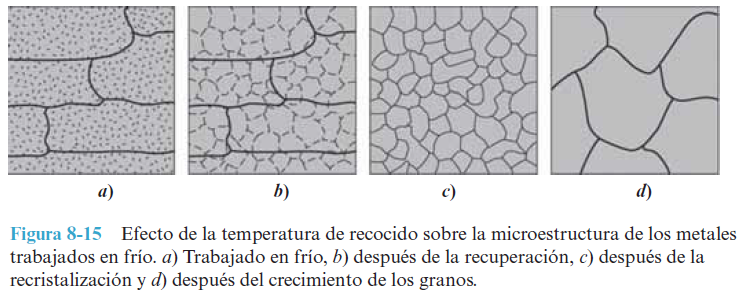 a) b) c) d)
Figura 8-15 Efecto de la temperatura de recocido sobre la microestructura de los metales
trabajados en frío. a) Trabajado en frío, b) después de la recuperación, c) después de la
recristalización y d) después del crecimiento de los granos.